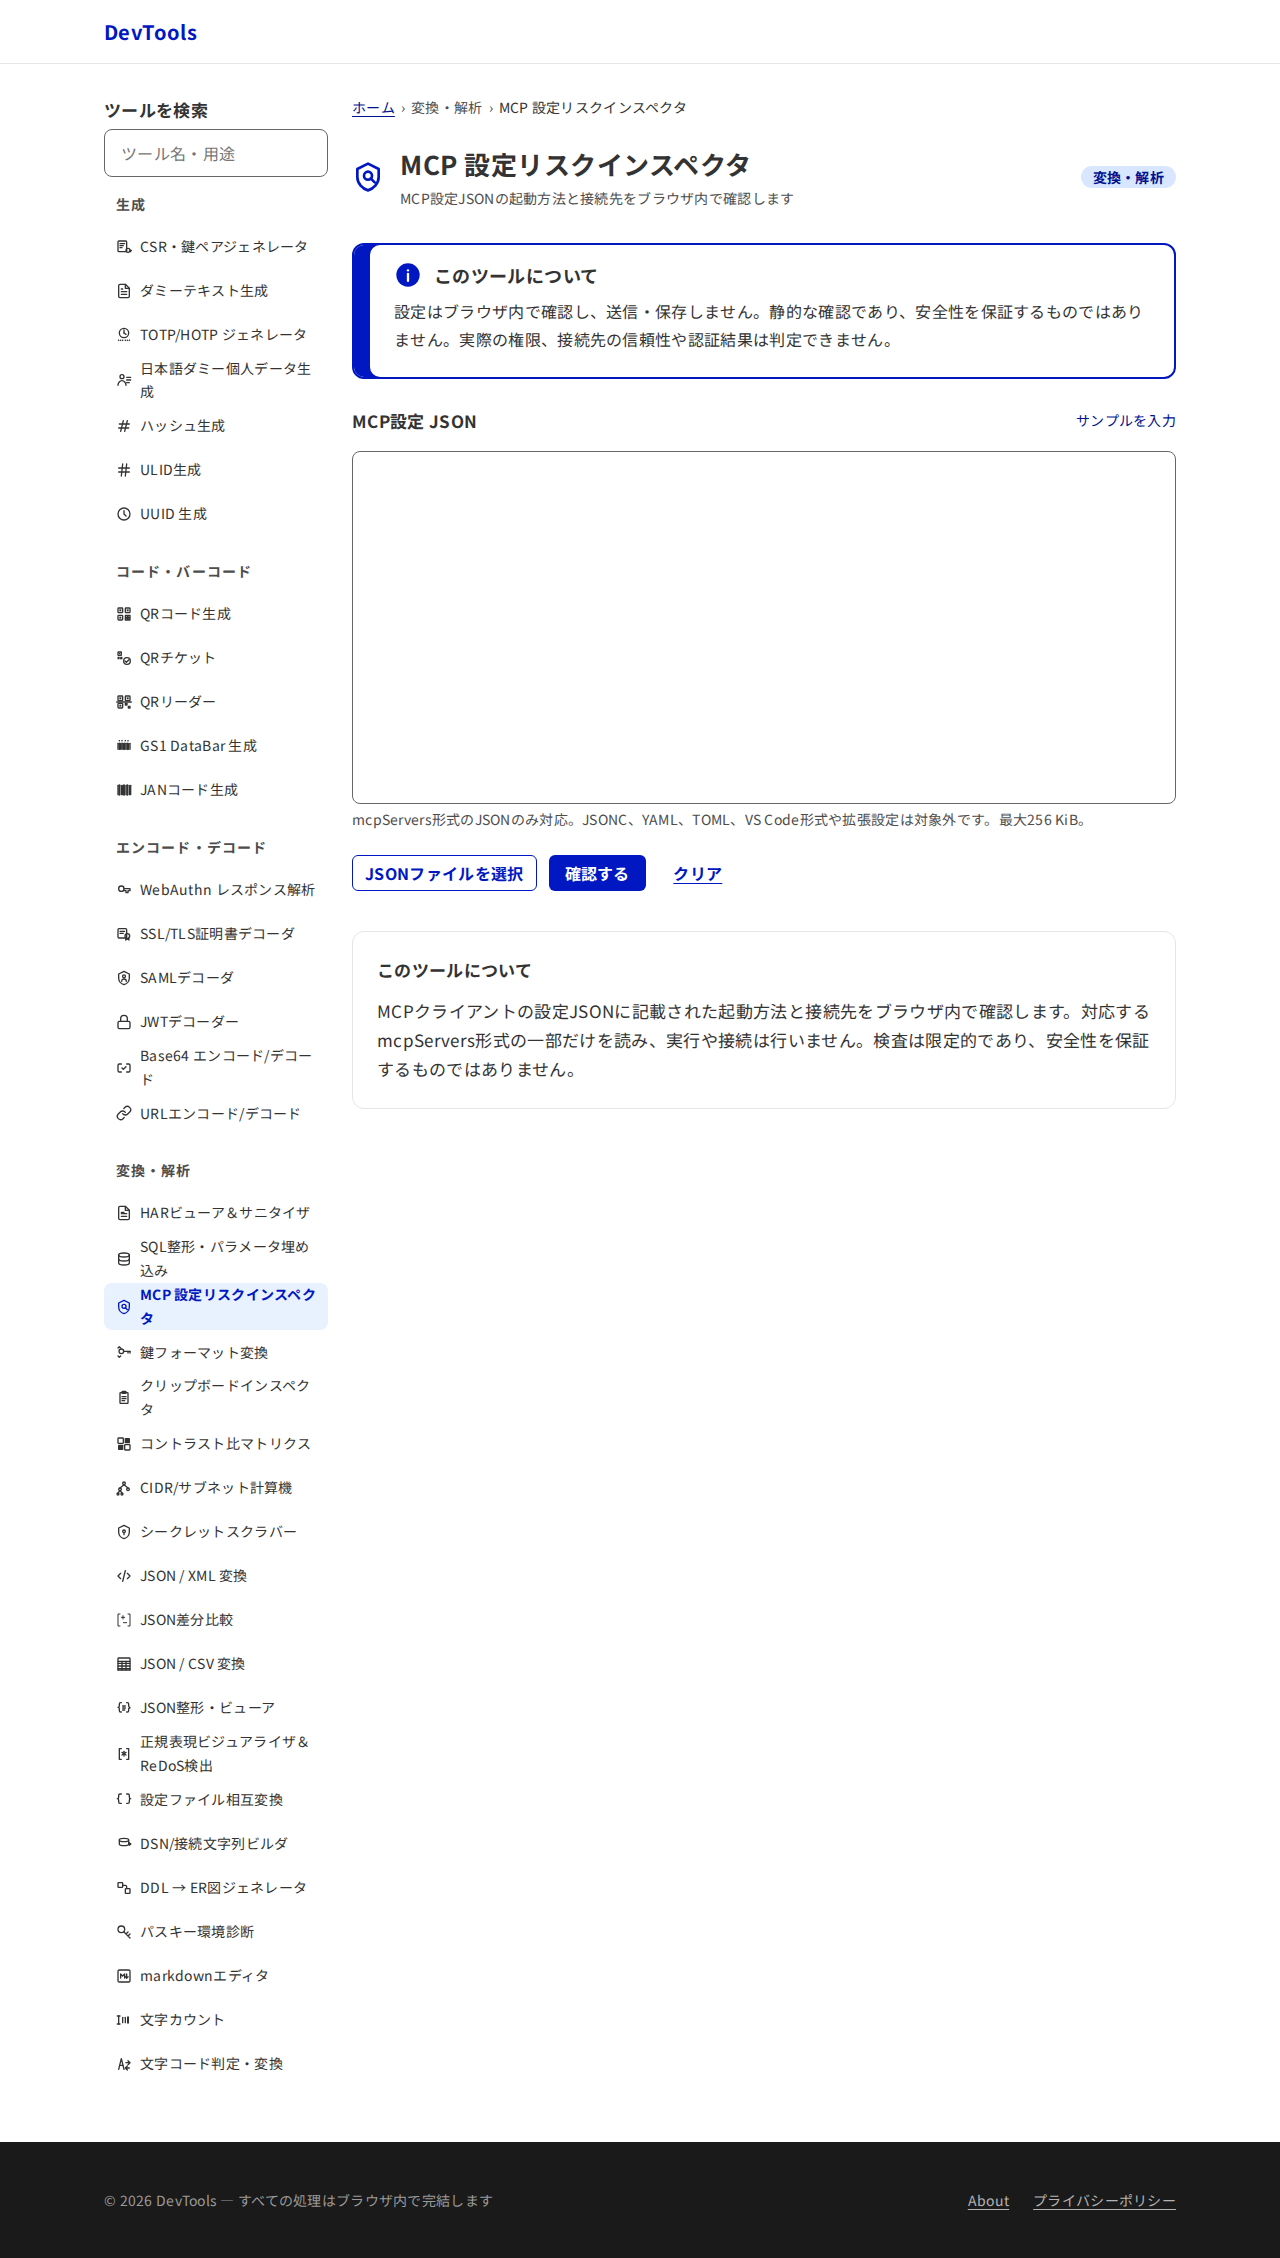 DevTools
ツールを検索
ツール名・用途
生成
CSR・鍵ペアジェネレータ
ダミーテキスト生成
TOTP/HOTP ジェネレータ
日本語ダミー個人データ生
成
ハッシュ生成
ULID生成
UUID 生成
コード・バーコード
QRコード生成
QRチケット
QRリーダー
GS1 DataBar 生成
JANコード生成
エンコード・デコード
WebAuthn レスポンス解析
SSL/TLS証明書デコーダ
SAMLデコーダ
JWTデコーダー
Base64 エンコード/デコー
ド
URLエンコード/デコード
変換・解析
HARビューア＆サニタイザ
SQL整形・パラメータ埋め
込み
MCP 設定リスクインスペク
タ
鍵フォーマット変換
クリップボードインスペク
タ
コントラスト比マトリクス
CIDR/サブネット計算機
シークレットスクラバー
JSON / XML 変換
JSON差分比較
JSON / CSV 変換
JSON整形・ビューア
正規表現ビジュアライザ＆
ReDoS検出
設定ファイル相互変換
DSN/接続文字列ビルダ
DDL → ER図ジェネレータ
パスキー環境診断
markdownエディタ
文字カウント
文字コード判定・変換
ホーム › 変換・解析 › MCP 設定リスクインスペクタ
MCP 設定リスクインスペクタ
MCP設定JSONの起動方法と接続先をブラウザ内で確認します
変換・解析
このツールについて
設定はブラウザ内で確認し、送信・保存しません。静的な確認であり、安全性を保証するものではあり
ません。実際の権限、接続先の信頼性や認証結果は判定できません。
MCP設定 JSON
サンプルを入力
mcpServers形式のJSONのみ対応。JSONC、YAML、TOML、VS Code形式や拡張設定は対象外です。最大256 KiB。
JSONファイルを選択
確認する
クリア
このツールについて
MCPクライアントの設定JSONに記載された起動方法と接続先をブラウザ内で確認します。対応する
mcpServers形式の一部だけを読み、実行や接続は行いません。検査は限定的であり、安全性を保証
するものではありません。
© 2026 DevTools — すべての処理はブラウザ内で完結します
About
プライバシーポリシー